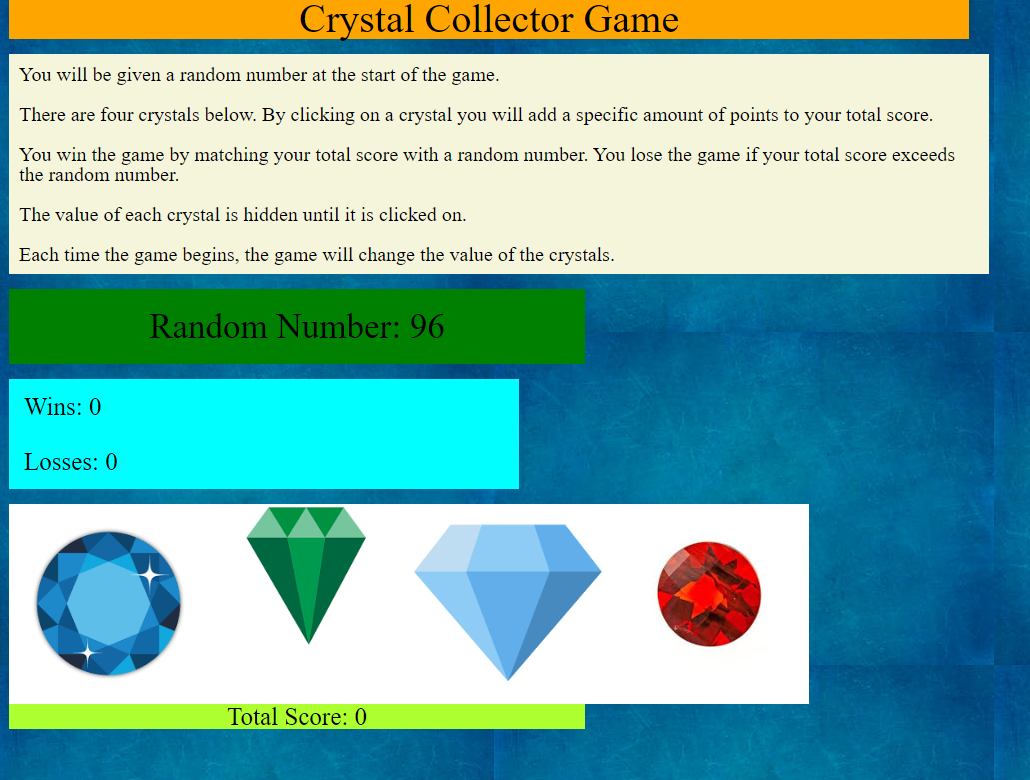 Crystal Collector Game
You will be given a random number at the start of the game.
There are four crystals below. By clicking on a crystal you will add a specific amount of points to your total score.
You win the game by matching your total score with a random number. You lose the game if your total score exceeds
the random number.
The value of each crystal is hidden until it is clicked on.
Each time the game begins, the game will change the value of the crystals.
Random Number: 96
Wins: 0
Losses: 0
Total Score: 0